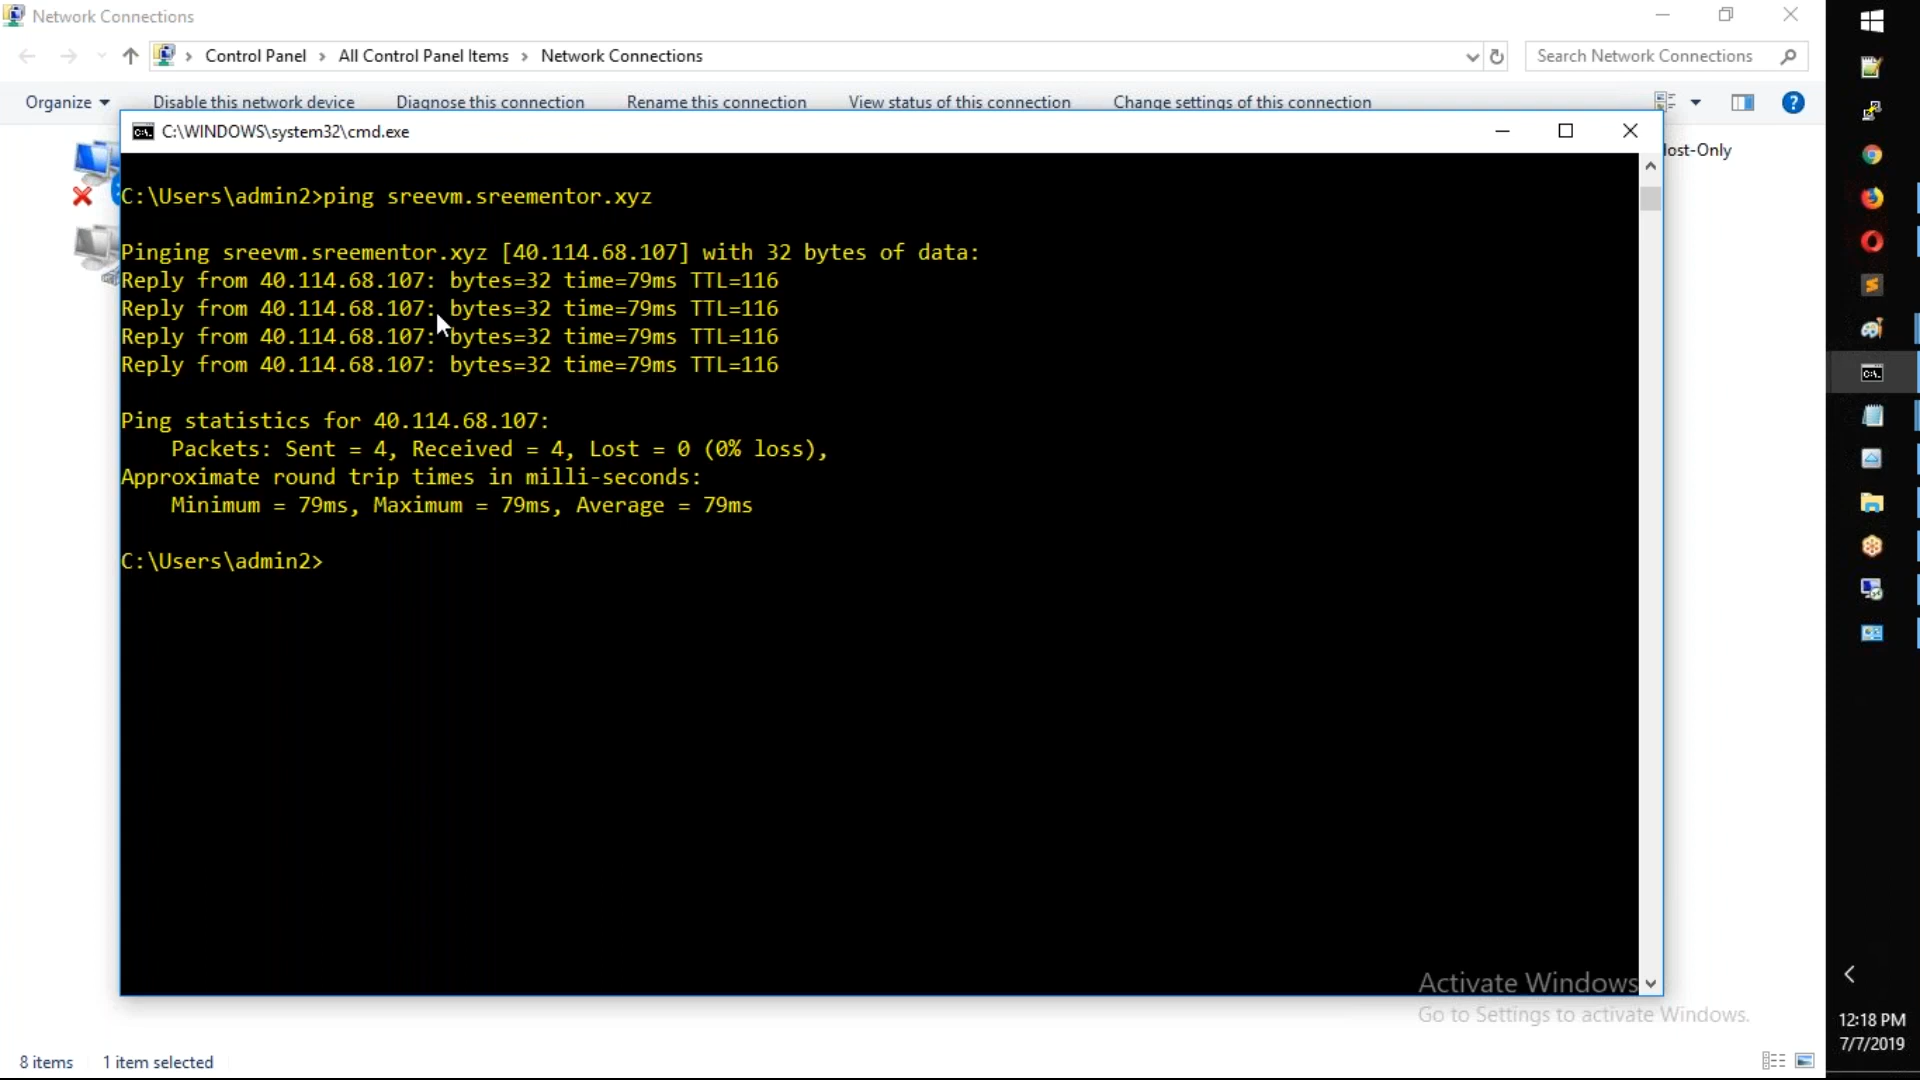 Network Connections
Control Panel > All Control Panel Items > Network Connections
Search Network Connections
Organize Disable this network device Diagnose this connection Rename this connection View status of this connection Change settings of this connection
C:\WINDOWS\system32\cmd.exe
ost-Only
C:\Users\admin2>ping sreevm.sreementor.xyz
Pinging sreevm.sreementor.xyz [40.114.68.107] with 32 bytes of data:
Reply from 40.114.68.107: bytes=32 time=79ms TTL=116
Reply from 40.114.68.107: bytes=32 time=79ms TTL=116
Reply from 40.114.68.107: bytes=32 time=79ms TTL=116
Reply from 40.114.68.107: bytes=32 time=79ms TTL=116
Ping statistics for 40.114.68.107:
Packets: Sent = 4, Received = 4, Lost = 0 (0% loss),
Approximate round trip times in milli-seconds:
Minimum = 79ms, Maximum = 79ms, Average = 79ms
C:\Users\admin2>
Activate Windows
Go to Settings to activate Windows.
12:18 PM
7/7/2019
8 items 1 item selected